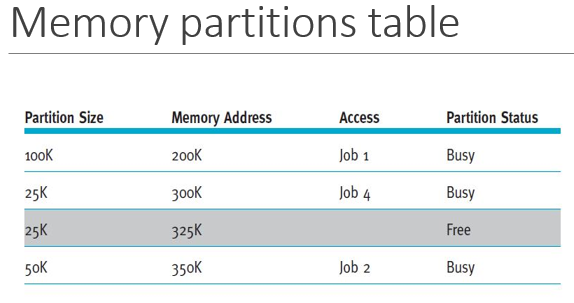 Memory partitions table
Partition Size Memory Address Access Partition Status
100K 200K Job 1 Busy
25K 300K Job 4 Busy
25K 325K Free
50K 350K Job 2 Busy